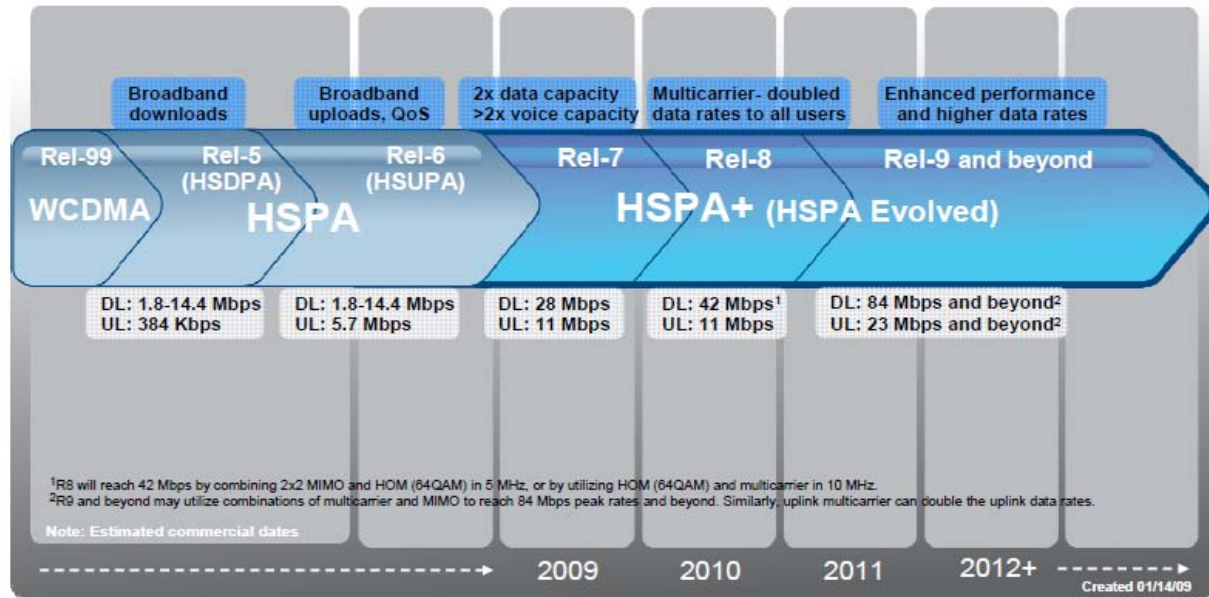 Broadband
downloads
Broadband
uploads, QoS
2x data capacity
>2x voice capacity
Multicarrier- doubled
data rates to all users
Enhanced performance
and higher data rates
Rel-99
WCDMA
Rel-5
(HSDPA)
Rel-6
(HSUPA)
HSPA
Rel-7
Rel-8
Rel-9 and beyond
HSPA+ (HSPA Evolved)
DL: 1.8-14.4 Mbps
UL: 384 Kbps
DL: 1.8-14.4 Mbps
UL: 5.7 Mbps
DL: 28 Mbps
UL: 11 Mbps
DL: 42 Mbps¹
UL: 11 Mbps
DL: 84 Mbps and beyond²
UL: 23 Mbps and beyond²
¹R8 will reach 42 Mbps by combining 2x2 MIMO and HOM (64QAM) in 5 MHz, or by utilizing HOM (64QAM) and multicarrier in 10 MHz.
²R9 and beyond may utilize combinations of multicarrier and MIMO to reach 84 Mbps peak rates and beyond. Similarly, uplink multicarrier can double the uplink data rates.
Note: Estimated commercial dates
2009
2010
2011
2012+
Created 01/14/09